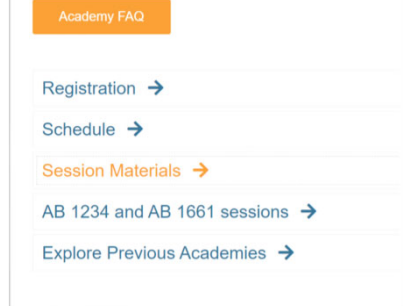 Academy FAQ
Registration →
Schedule →
Session Materials →
AB 1234 and AB 1661 sessions →
Explore Previous Academies →